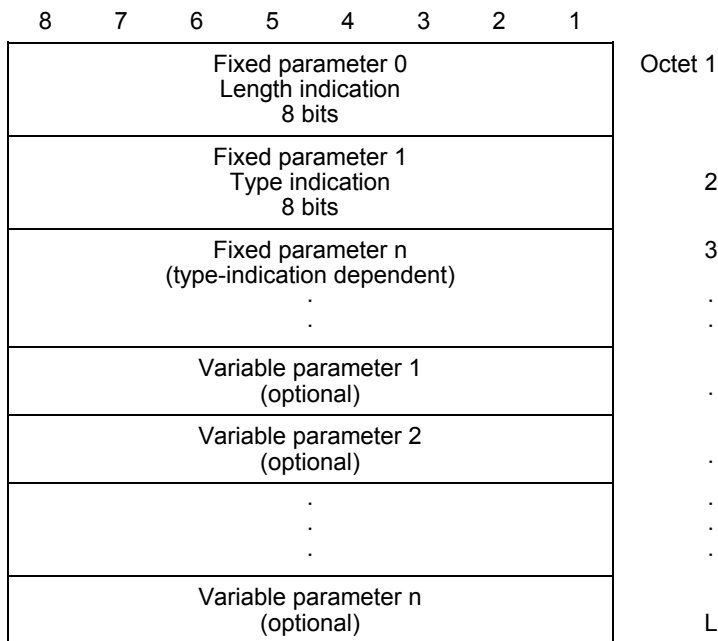 8 7 6 5 4 3 2 1
Fixed parameter 0 Octet 1
Length indication
8 bits
Fixed parameter 1
Type indication 2
8 bits
Fixed parameter n 3
(type-indication dependent)
. .
. .
Variable parameter 1
(optional) .
Variable parameter 2
(optional) .
. .
. .
. .
Variable parameter n
(optional) L